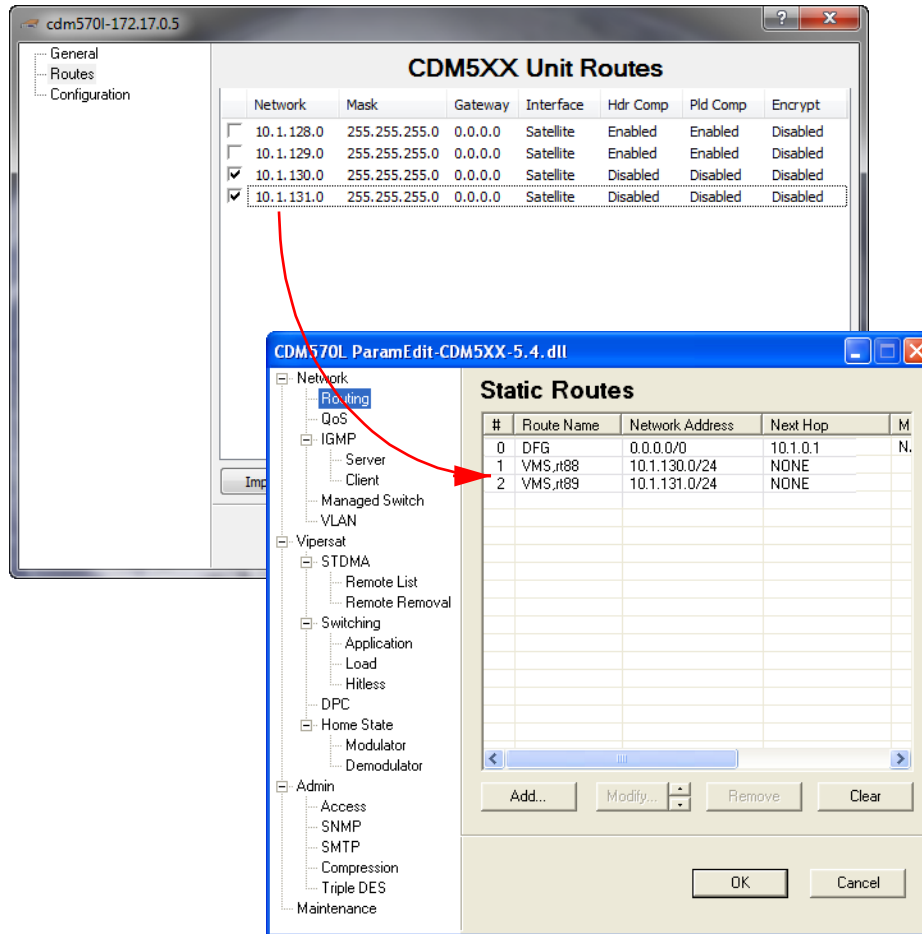 cdm570l-172.17.0.5
?
General
Routes
Configuration
CDM5XX Unit Routes
Network Mask Gateway Interface Hdr Comp Pld Comp Encrypt
10.1.128.0 255.255.255.0 0.0.0.0 Satellite Enabled Enabled Disabled
10.1.129.0 255.255.255.0 0.0.0.0 Satellite Enabled Enabled Disabled
10.1.130.0 255.255.255.0 0.0.0.0 Satellite Disabled Disabled Disabled
10.1.131.0 255.255.255.0 0.0.0.0 Satellite Disabled Disabled Disabled
Imp
CDM570L ParamEdit-CDM5XX-5.4.dll
Network
Routing
QoS
IGMP
Server
Client
Managed Switch
VLAN
Vipersat
STDMA
Remote List
Remote Removal
Switching
Application
Load
Hitless
DPC
Home State
Modulator
Demodulator
Admin
Access
SNMP
SMTP
Compression
Triple DES
Maintenance
Static Routes
# Route Name Network Address Next Hop M
0 DFG 0.0.0.0/0 10.1.0.1 N.
1 VMS,rt88 10.1.130.0/24 NONE
2 VMS,rt89 10.1.131.0/24 NONE
Add... Modify... Remove Clear
OK Cancel